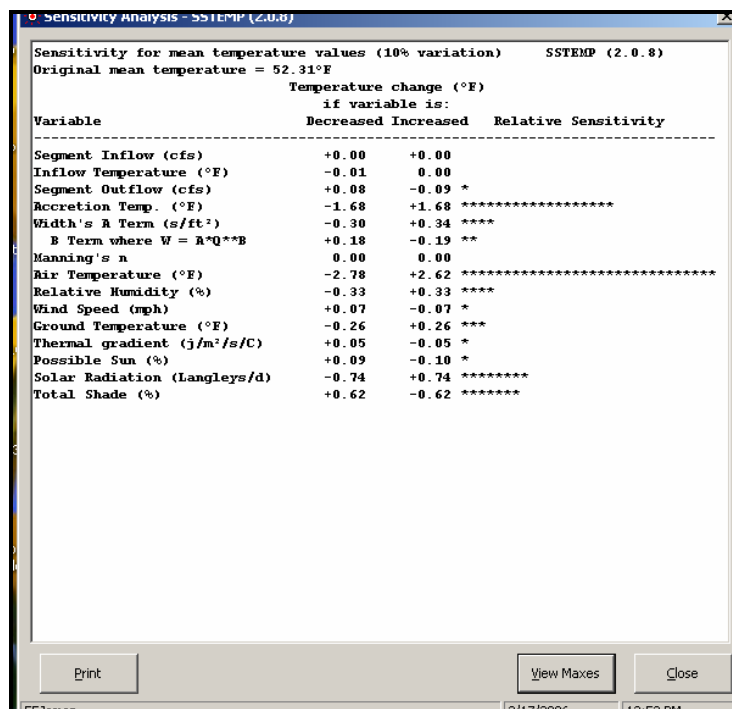 Sensitivity Analysis - SSTEMP (2.0.8)
Sensitivity for mean temperature values (10% variation) SSTEMP (2.0.8)
Original mean temperature = 52.31°F
Temperature change (°F)
if variable is:
Variable Decreased Increased Relative Sensitivity
--------------------------------------------------------------------------------
Segment Inflow (cfs) +0.00 +0.00
Inflow Temperature (°F) -0.01 0.00
Segment Outflow (cfs) +0.08 -0.09 *
Accretion Temp. (°F) -1.68 +1.68 ******************
Width's A Term (s/ft²) -0.30 +0.34 ****
B Term where W = A*Q**B +0.18 -0.19 **
Manning's n 0.00 0.00
Air Temperature (°F) -2.78 +2.62 ******************************
Relative Humidity (%) -0.33 +0.33 ****
Wind Speed (mph) +0.07 -0.07 *
Ground Temperature (°F) -0.26 +0.26 ***
Thermal gradient (j/m²/s/C) +0.05 -0.05 *
Possible Sun (%) +0.09 -0.10 *
Solar Radiation (Langleys/d) -0.74 +0.74 ********
Total Shade (%) +0.62 -0.62 *******
Print View Maxes Close